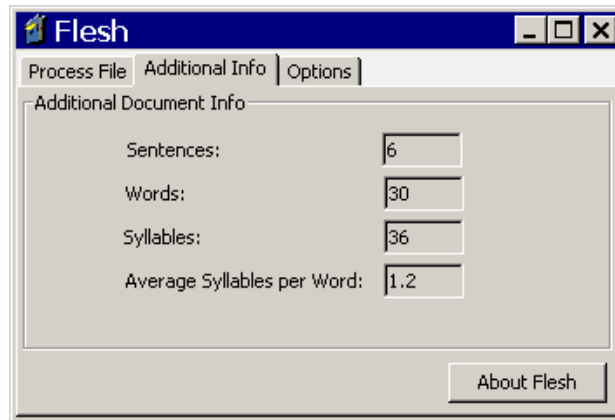 Flesh
Process File Additional Info Options
Additional Document Info
Sentences: 6
Words: 30
Syllables: 36
Average Syllables per Word: 1.2
About Flesh